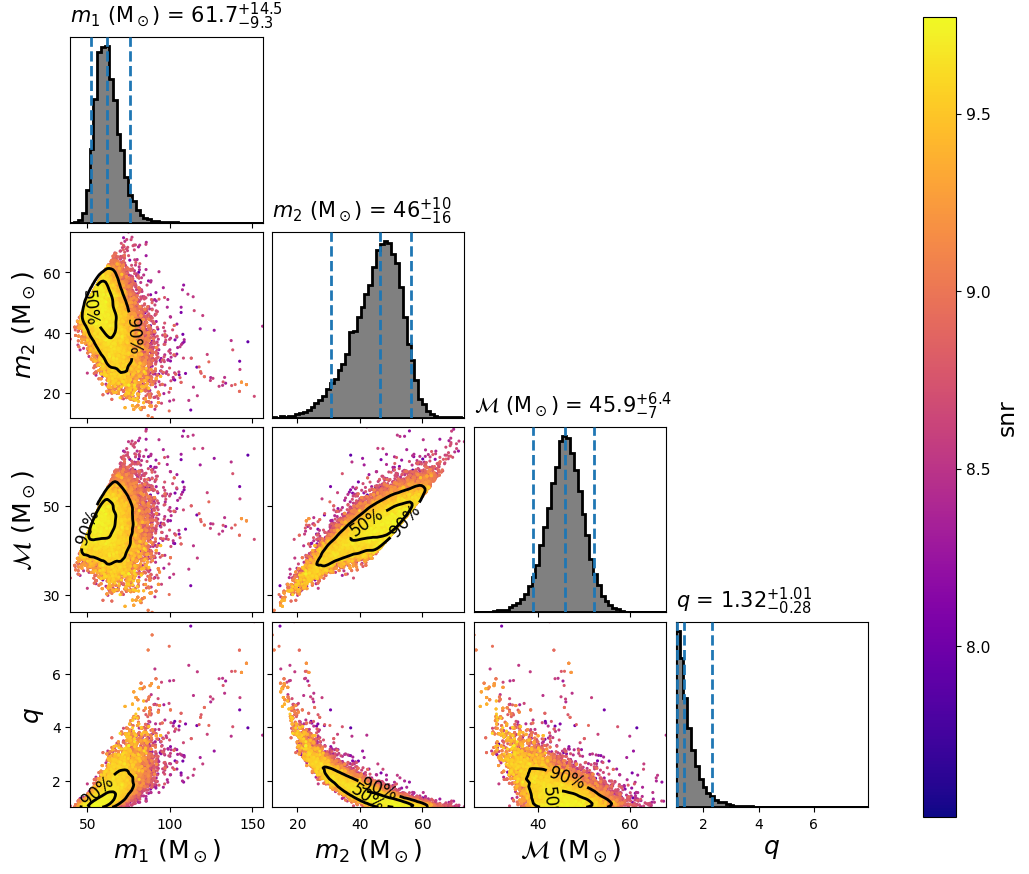 m₁ (M⊙) = 61.7+14.5−9.3
9.5
m₂ (M⊙) = 46+10−16
60
40
20
m₂ (M⊙)
50%
90%
9.0
ℳ (M⊙) = 45.9+6.4−7
snr
50
30
ℳ (M⊙)
90%
50%
90%
8.5
q = 1.32+1.01−0.28
8.0
6
4
2
q
90%
90%
50%
90%
50
50 100 150
20 40 60
40 60
2 4 6
m₁ (M⊙)
m₂ (M⊙)
ℳ (M⊙)
q